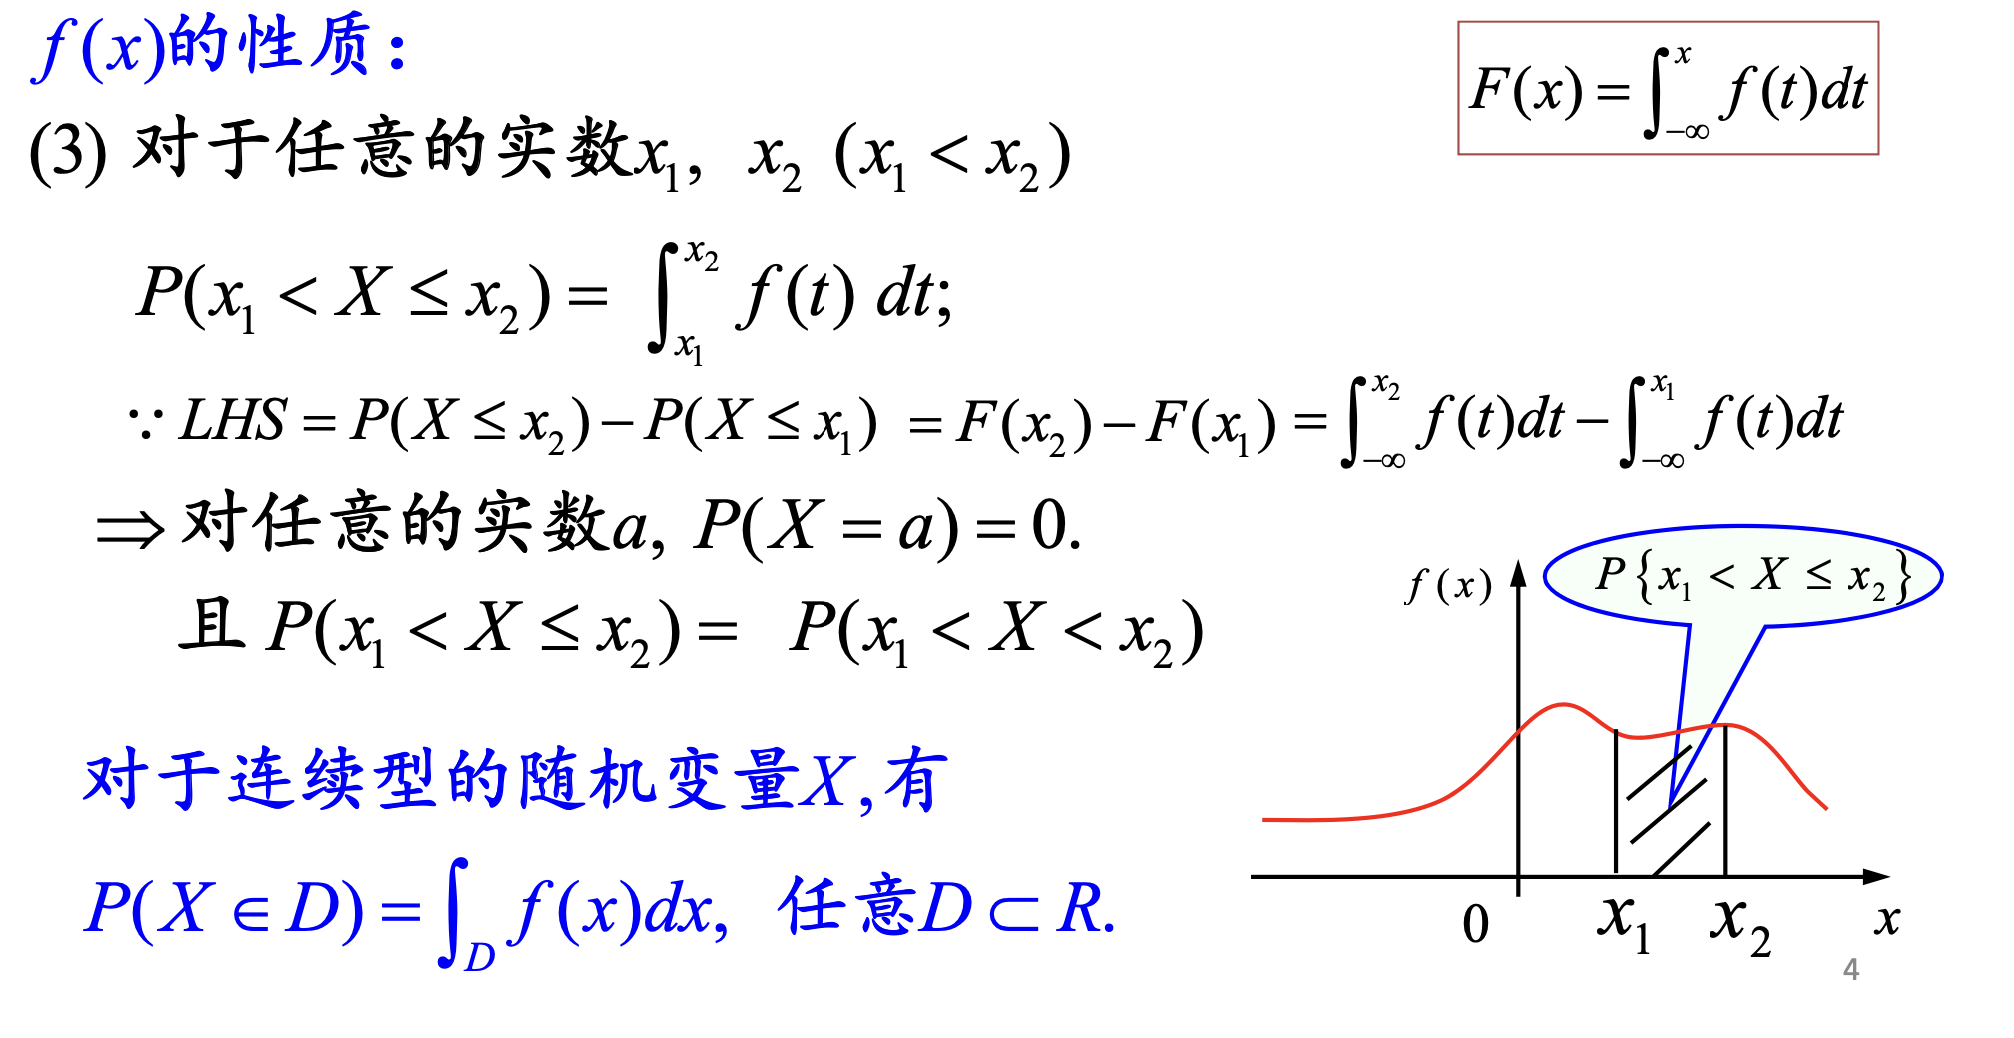 f(x)的性质：
F(x) = ∫_{-∞}^{x} f(t)dt
(3) 对于任意的实数x₁, x₂ (x₁ < x₂)
P(x₁ < X ≤ x₂) = ∫_{x₁}^{x₂} f(t) dt;
∵ LHS = P(X ≤ x₂) − P(X ≤ x₁) = F(x₂) − F(x₁) = ∫_{-∞}^{x₂} f(t)dt − ∫_{-∞}^{x₁} f(t)dt
⇒ 对任意的实数a, P(X = a) = 0.
且 P(x₁ < X ≤ x₂) = P(x₁ < X < x₂)
对于连续型的随机变量X,有
P(X ∈ D) = ∫_D f(x)dx, 任意D ⊂ R.
f(x)
P{x₁ < X ≤ x₂}
0 x₁ x₂ x
4